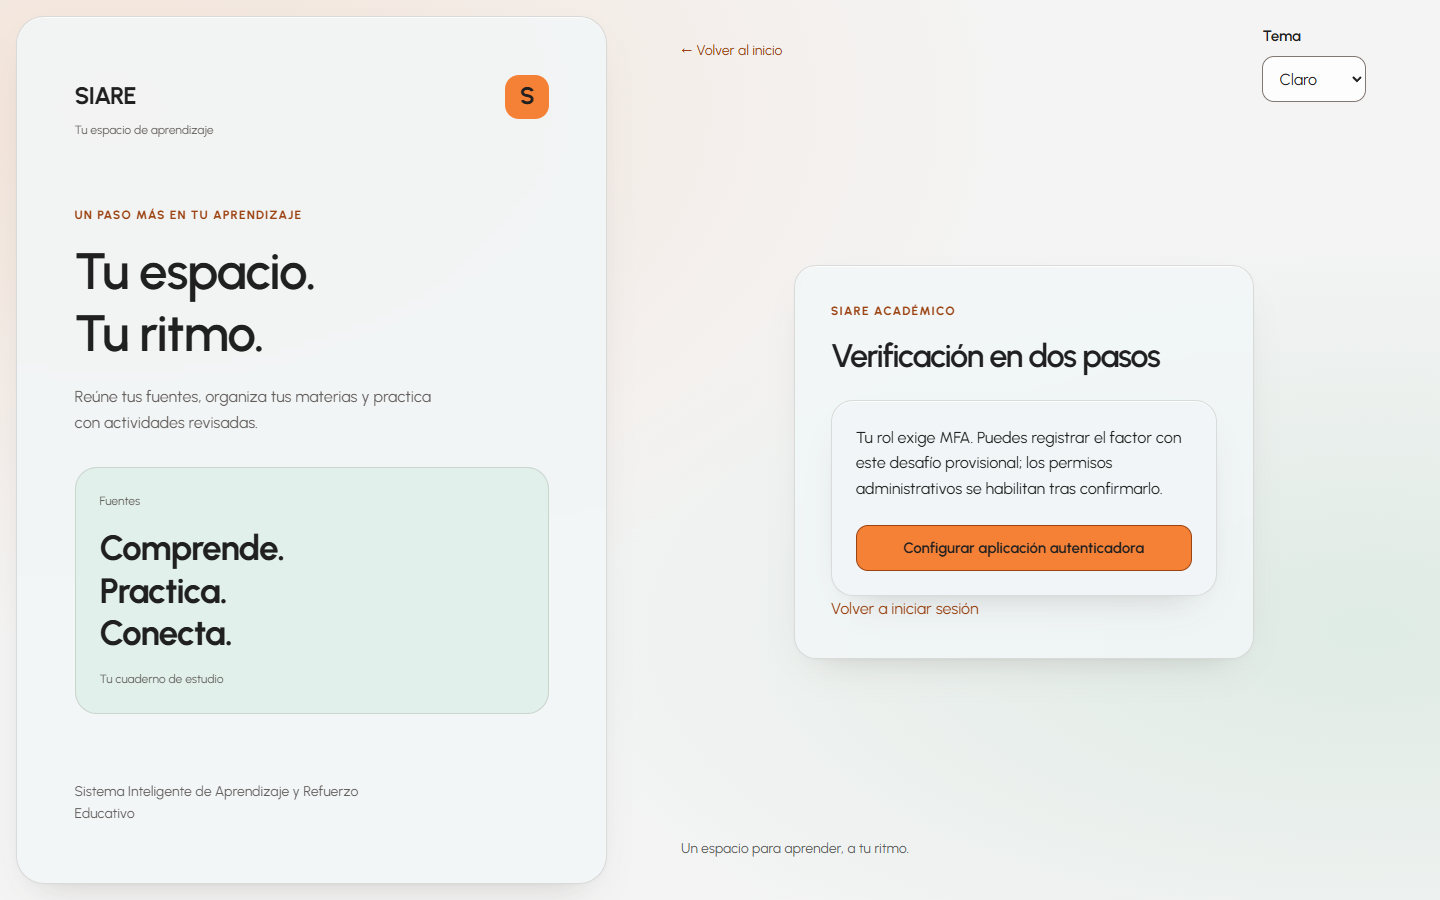 SIARE
S
Tu espacio de aprendizaje
UN PASO MÁS EN TU APRENDIZAJE
Tu espacio.
Tu ritmo.
Reúne tus fuentes, organiza tus materias y practica
con actividades revisadas.
Fuentes
Comprende.
Practica.
Conecta.
Tu cuaderno de estudio
Sistema Inteligente de Aprendizaje y Refuerzo
Educativo
← Volver al inicio
Tema
Claro
SIARE ACADÉMICO
Verificación en dos pasos
Tu rol exige MFA. Puedes registrar el factor con
este desafío provisional; los permisos
administrativos se habilitan tras confirmarlo.
Configurar aplicación autenticadora
Volver a iniciar sesión
Un espacio para aprender, a tu ritmo.